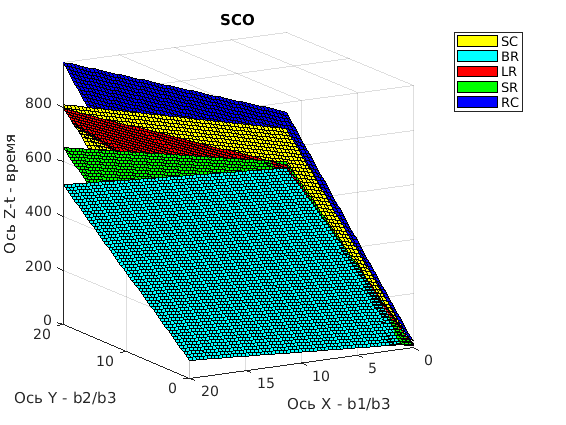 SCO
SC
BR
LR
SR
RC
800
600
400
200
0
Ось Z-t - время
20
10
0
Ось Y - b2/b3
20
15
10
5
0
Ось X - b1/b3